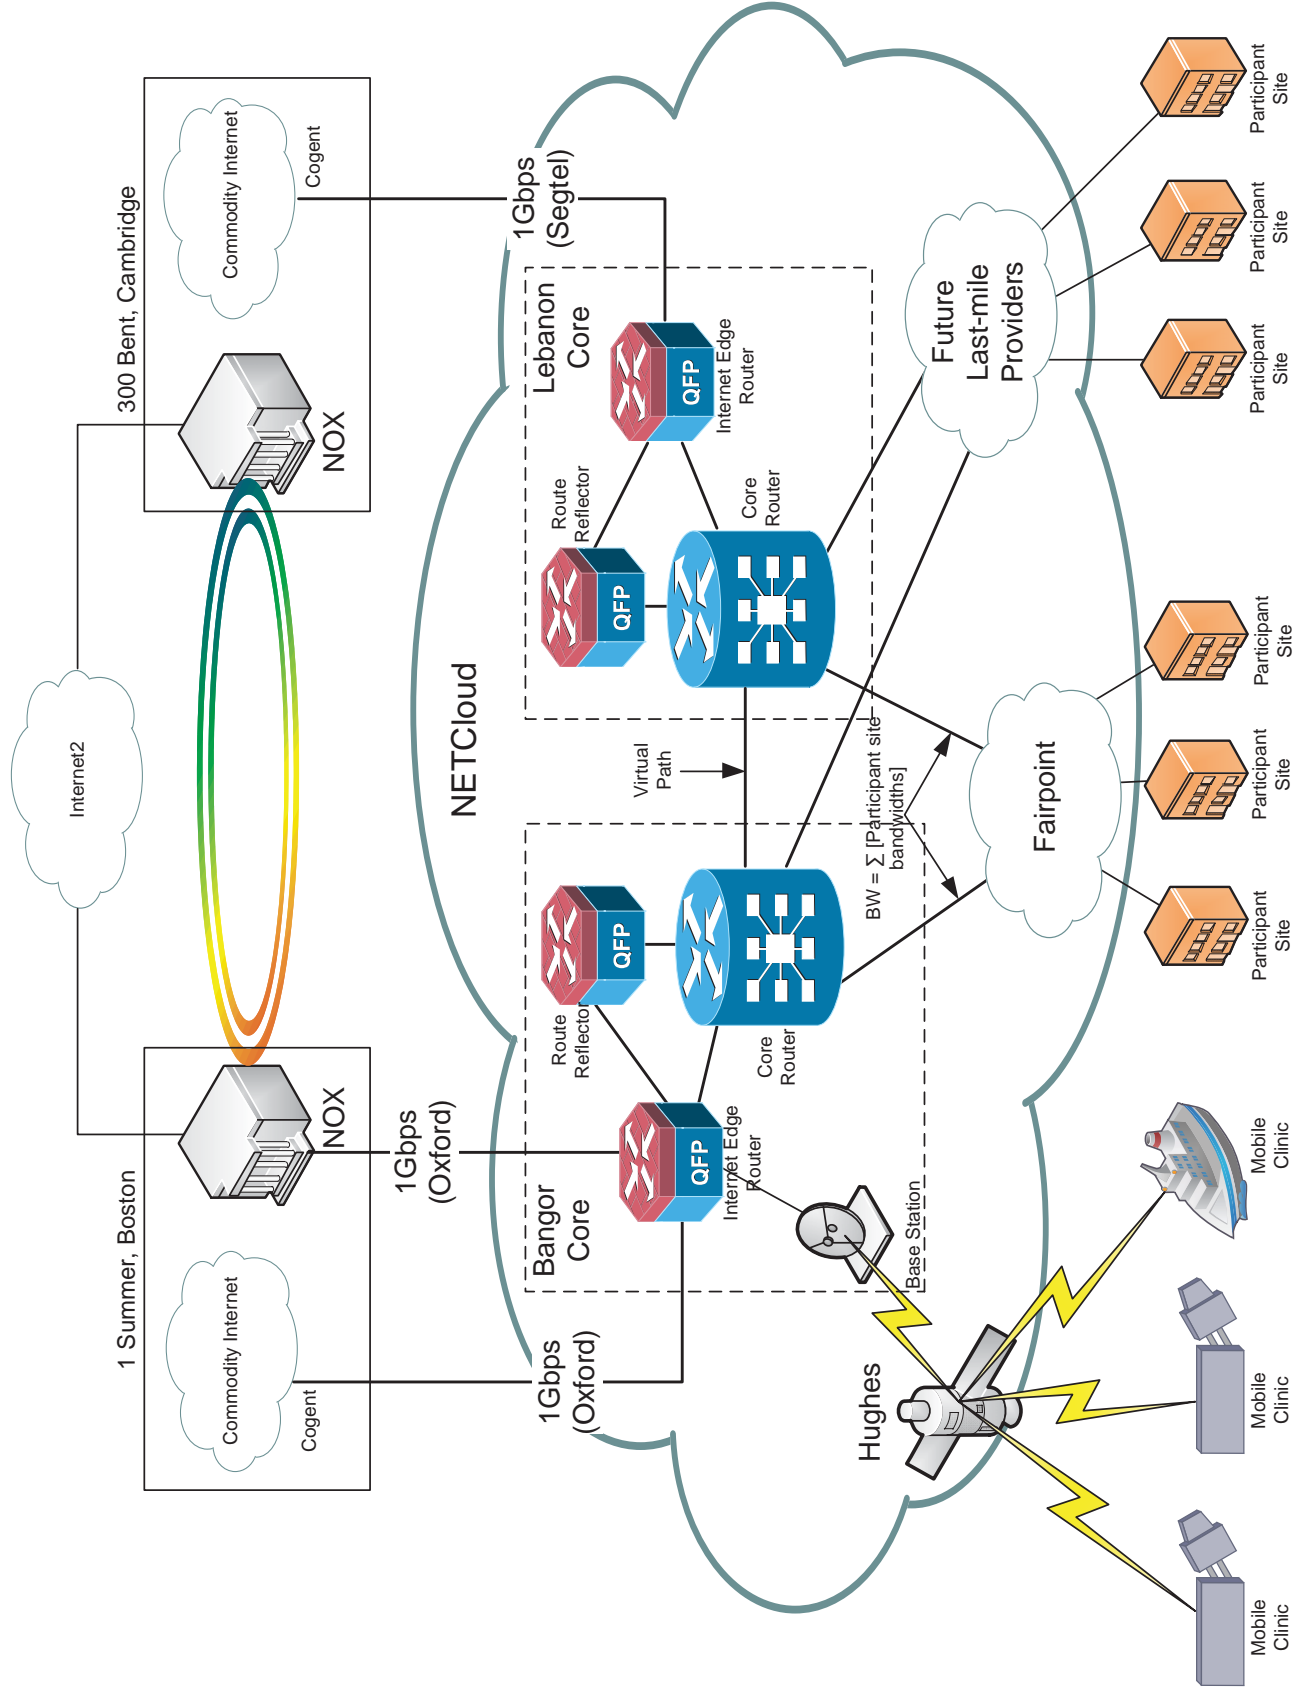 Internet2
1 Summer, Boston
300 Bent, Cambridge
Commodity Internet
Cogent
NOX
NOX
Commodity Internet
Cogent
1Gbps
(Oxford)
1Gbps
(Oxford)
1Gbps
(Segtel)
NETCloud
Bangor
Core
Route
Reflector
QFP
QFP
Internet Edge
Router
Core
Router
Base Station
Virtual
Path
Lebanon
Core
Route
Reflector
QFP
QFP
Internet Edge
Router
Core
Router
BW = Σ [Participant site
bandwidths]
Hughes
Fairpoint
Future
Last-mile
Providers
Mobile
Clinic
Mobile
Clinic
Mobile
Clinic
Participant
Site
Participant
Site
Participant
Site
Participant
Site
Participant
Site
Participant
Site